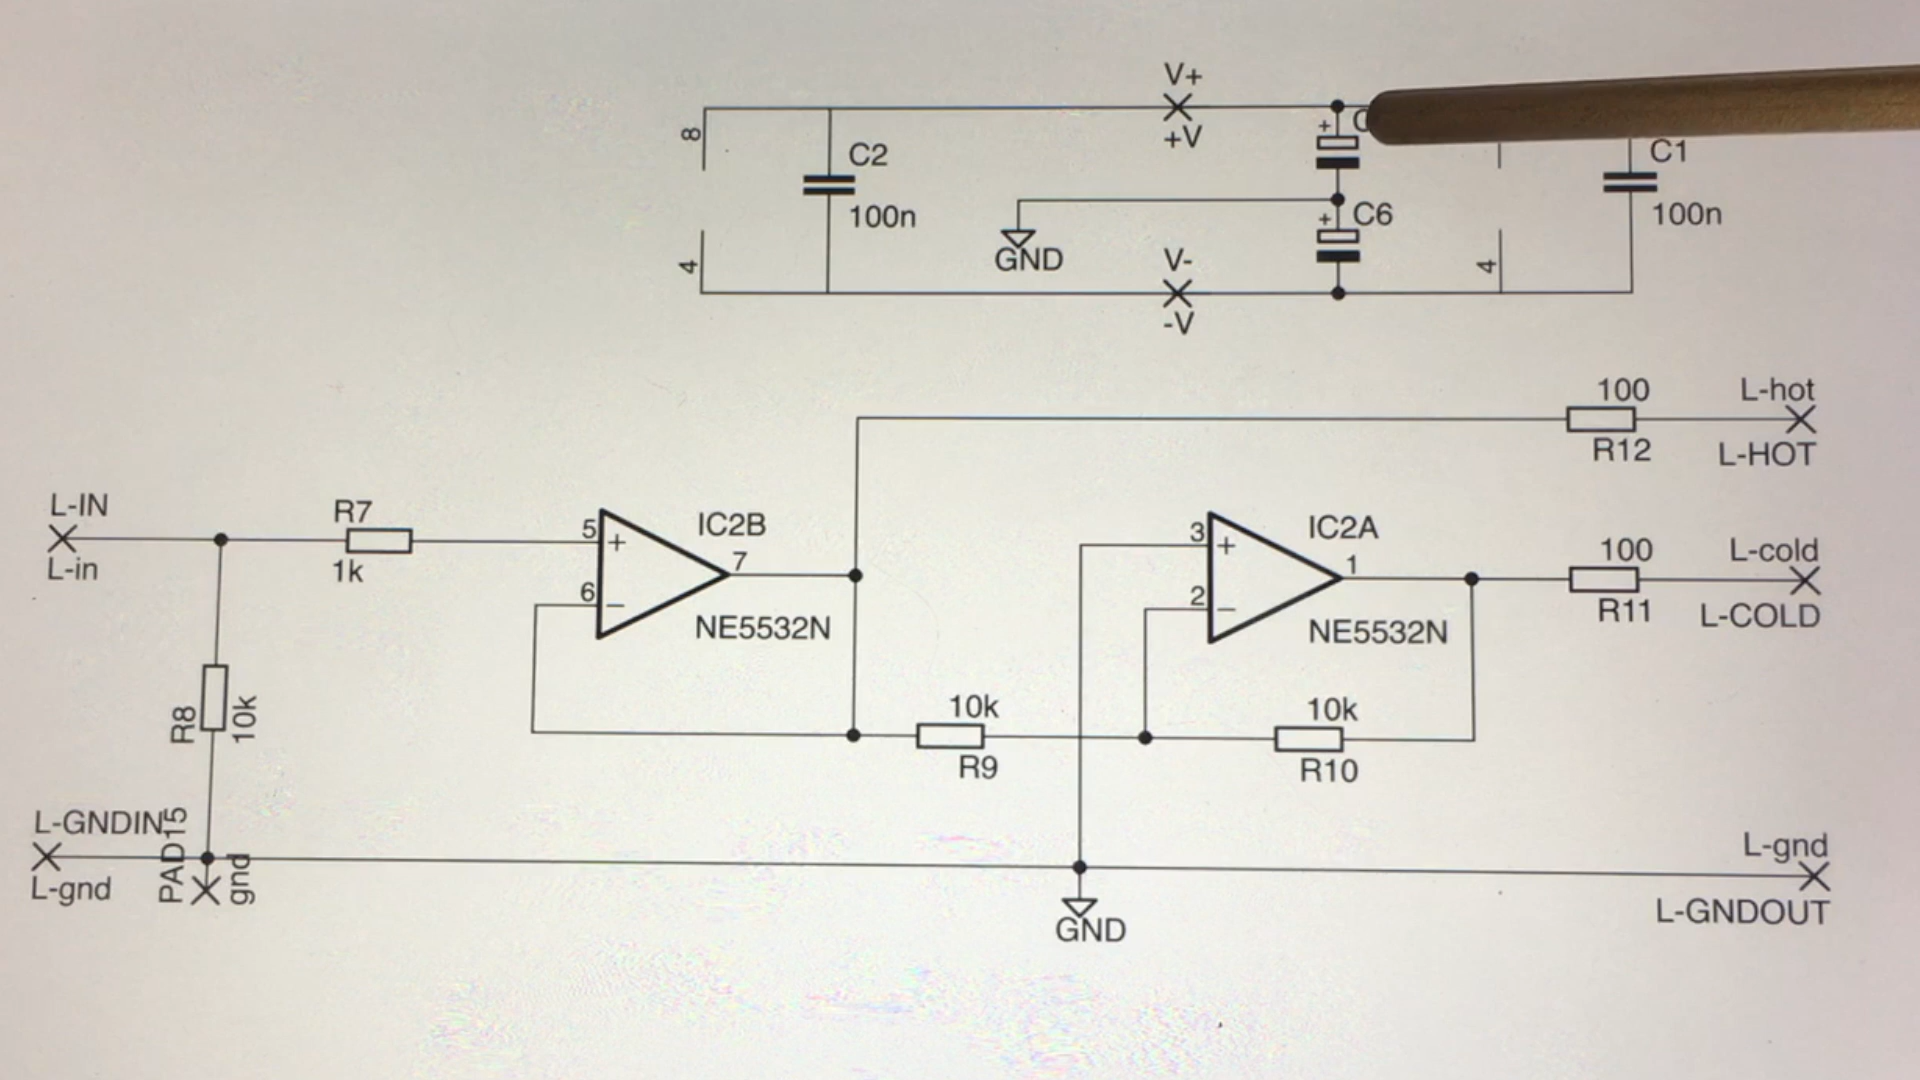 V+
+V
8
C2
100n
+
C1
100n
+
C6
GND
4
V-
4
-V
100
L-hot
R12
L-HOT
L-IN
R7
L-in
1k
5
+
IC2B
7
6
−
NE5532N
3
+
IC2A
1
2
−
NE5532N
100
L-cold
R11
L-COLD
R8
10k
10k
R9
10k
R10
L-GNDIN
L-gnd
PAD15
gnd
GND
L-gnd
L-GNDOUT